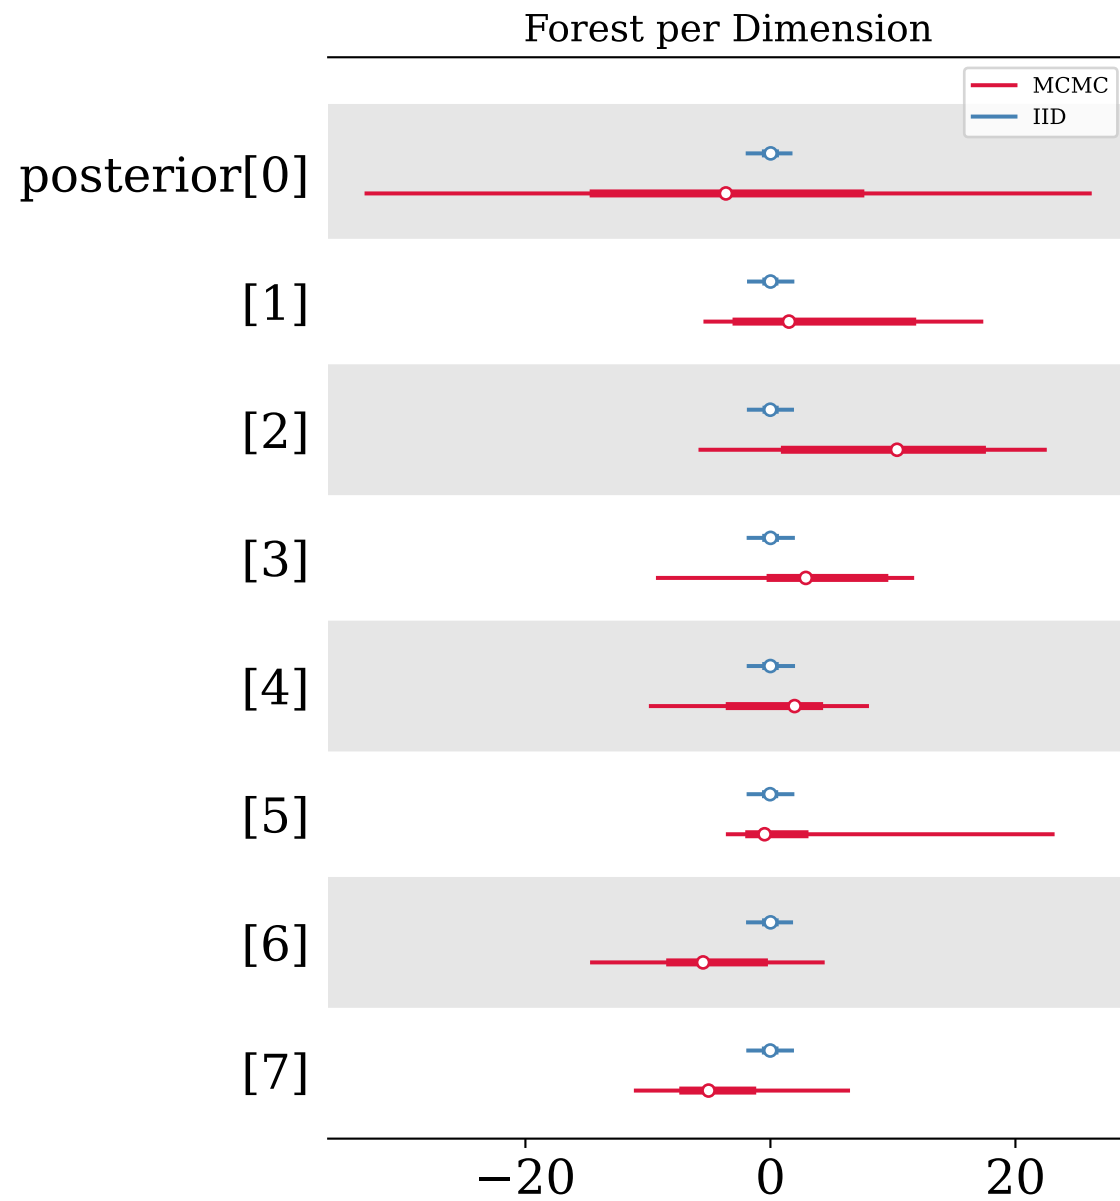 Forest per Dimension
MCMC
IID
posterior[0]
[1]
[2]
[3]
[4]
[5]
[6]
[7]
−20 0 20